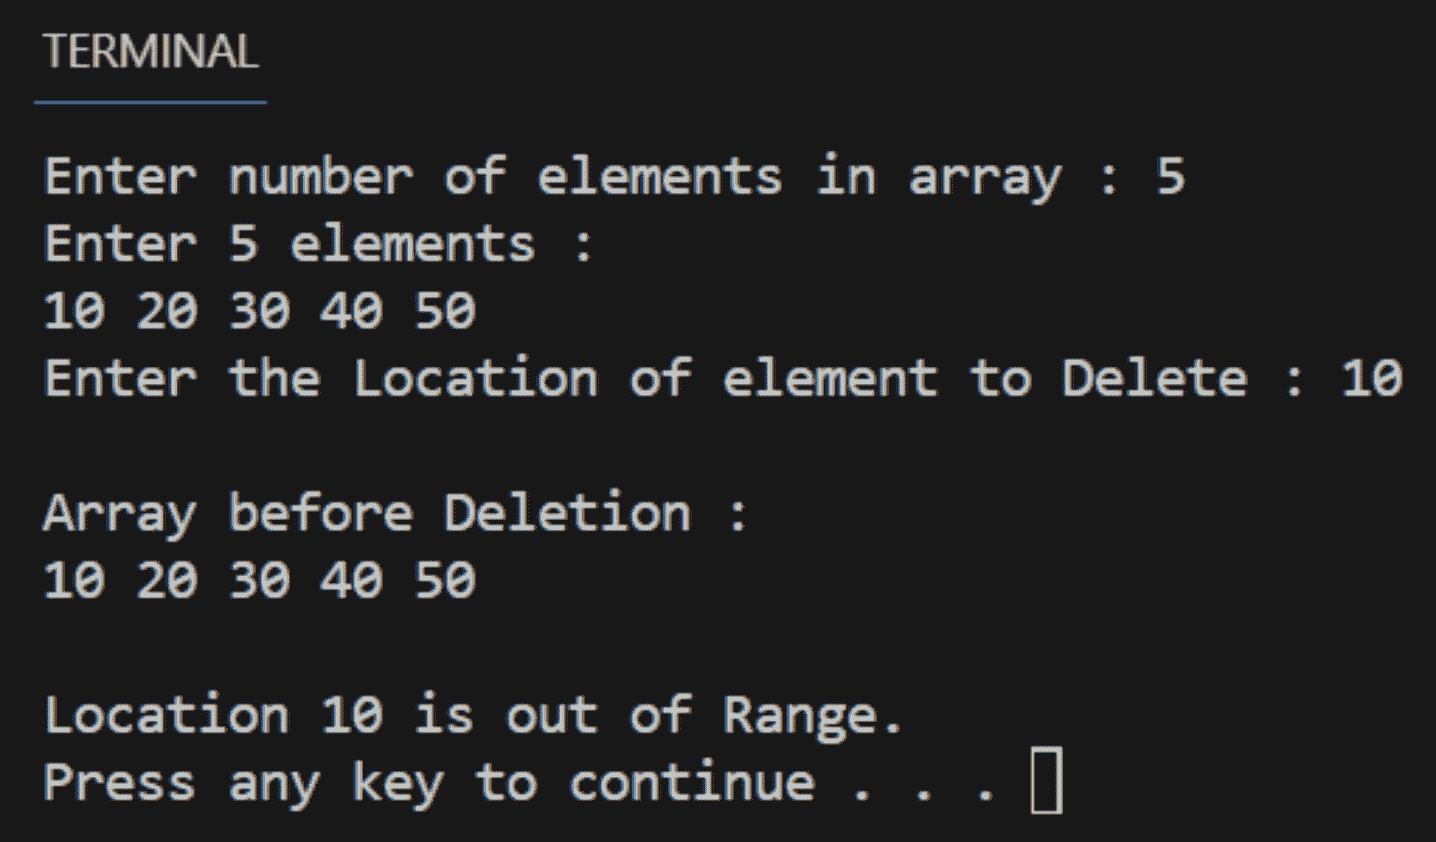 TERMINAL
Enter number of elements in array : 5
Enter 5 elements :
10 20 30 40 50
Enter the Location of element to Delete : 10
Array before Deletion :
10 20 30 40 50
Location 10 is out of Range.
Press any key to continue . . .